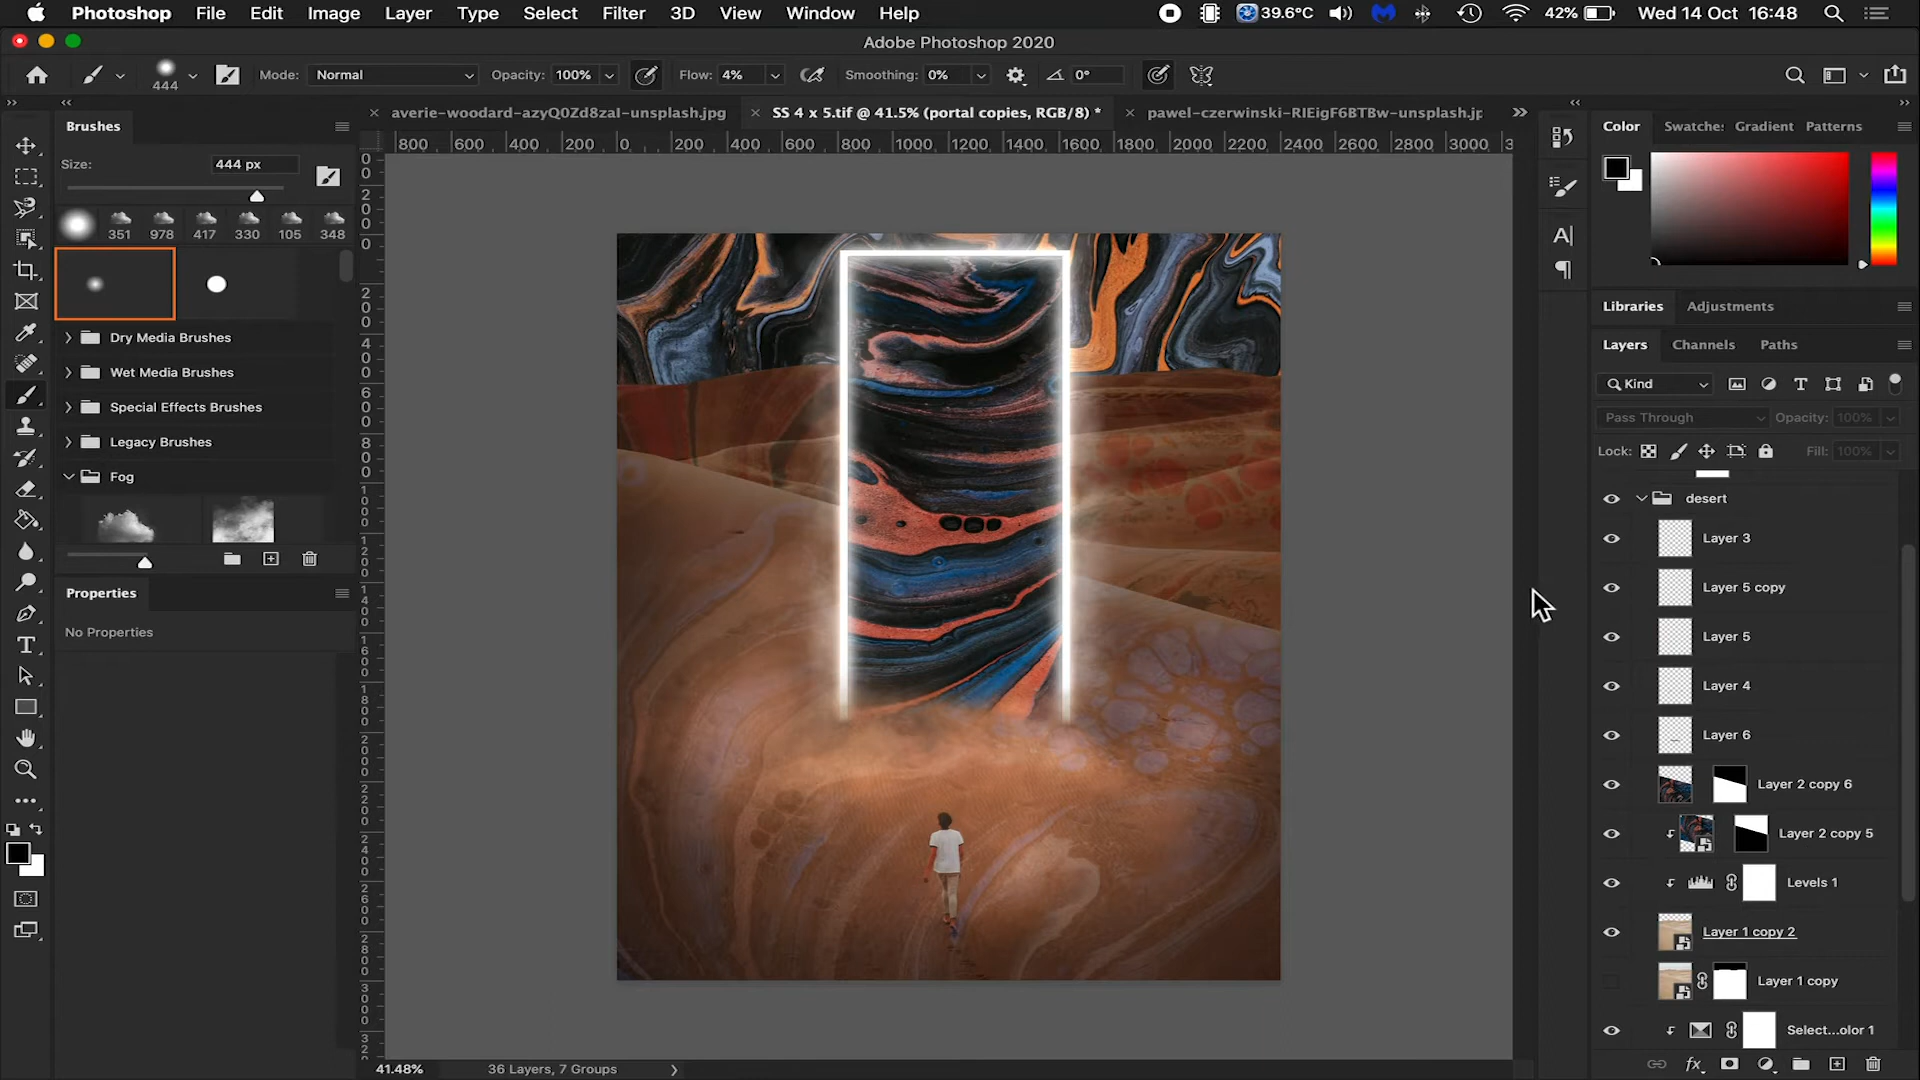 Photoshop File Edit Image Layer Type Select Filter 3D View Window Help 39.6°C 42% Wed 14 Oct 16:48
Adobe Photoshop 2020
444 Mode: Normal Opacity: 100% Flow: 4% Smoothing: 0% 0°
averie-woodard-azyQ0Zd8zaI-unsplash.jpg SS 4 x 5.tif @ 41.5% (portal copies, RGB/8) * pawel-czerwinski-RIEigF6BTBw-unsplash.jp
800 600 400 200 0 200 400 600 800 1000 1200 1400 1600 1800 2000 2200 2400 2600 2800 3000 3
Brushes
Size: 444 px
351 978 417 330 105 348
Dry Media Brushes
Wet Media Brushes
Special Effects Brushes
Legacy Brushes
Fog
Properties
No Properties
Color Swatche: Gradient Patterns
Libraries Adjustments
Layers Channels Paths
Kind
Pass Through Opacity: 100%
Lock: Fill: 100%
desert
Layer 3
Layer 5 copy
Layer 5
Layer 4
Layer 6
Layer 2 copy 6
Layer 2 copy 5
Levels 1
Layer 1 copy 2
Layer 1 copy
Select...olor 1
41.48% 36 Layers, 7 Groups